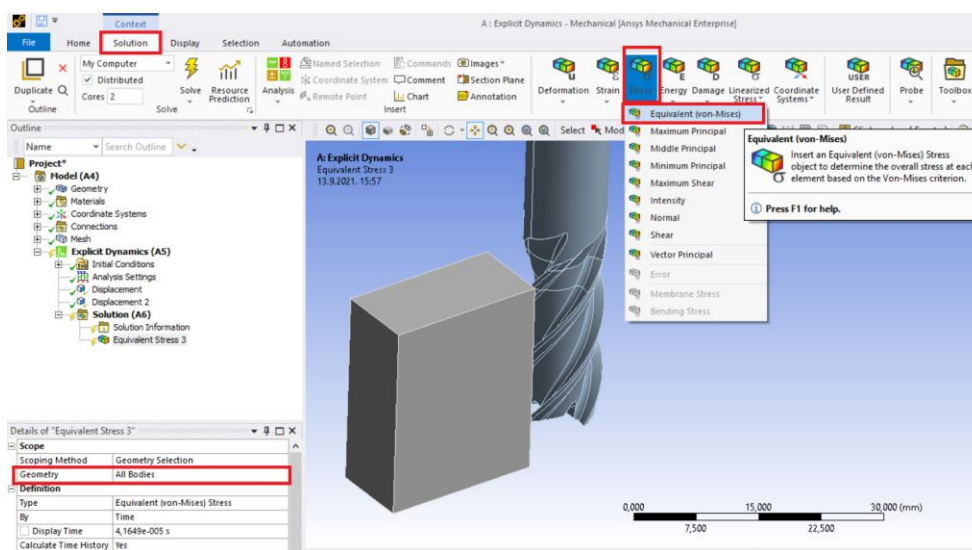 Context
A : Explicit Dynamics - Mechanical [Ansys Mechanical Enterprise]
File Home Solution Display Selection Automation
Duplicate Q
Outline
My Computer
Distributed
Cores 2
Solve
Resource Prediction
Solve
Analysis
Named Selection
Coordinate System
Remote Point
Commands
Comment
Chart
Images
Section Plane
Annotation
Insert
Deformation Strain Stress Energy Damage Linearized Stress Coordinate Systems User Defined Result Probe Toolbox
USER
Outline
Name Search Outline
Project*
Model (A4)
Geometry
Materials
Coordinate Systems
Connections
Mesh
Explicit Dynamics (A5)
Initial Conditions
Analysis Settings
Displacement
Displacement 2
Solution (A6)
Solution Information
Equivalent Stress 3
Select Mod
A: Explicit Dynamics
Equivalent Stress 3
13.9.2021. 15:57
Equivalent (von-Mises)
Maximum Principal
Middle Principal
Minimum Principal
Maximum Shear
Intensity
Normal
Shear
Vector Principal
Error
Membrane Stress
Bending Stress
Equivalent (von-Mises)
Insert an Equivalent (von-Mises) Stress
object to determine the overall stress at each
element based on the Von-Mises criterion.
Press F1 for help.
Details of "Equivalent Stress 3"
Scope
Scoping Method Geometry Selection
Geometry All Bodies
Definition
Type Equivalent (von-Mises) Stress
By Time
Display Time 4,1649e-005 s
Calculate Time History Yes
0,000 15,000 30,000 (mm)
7,500 22,500